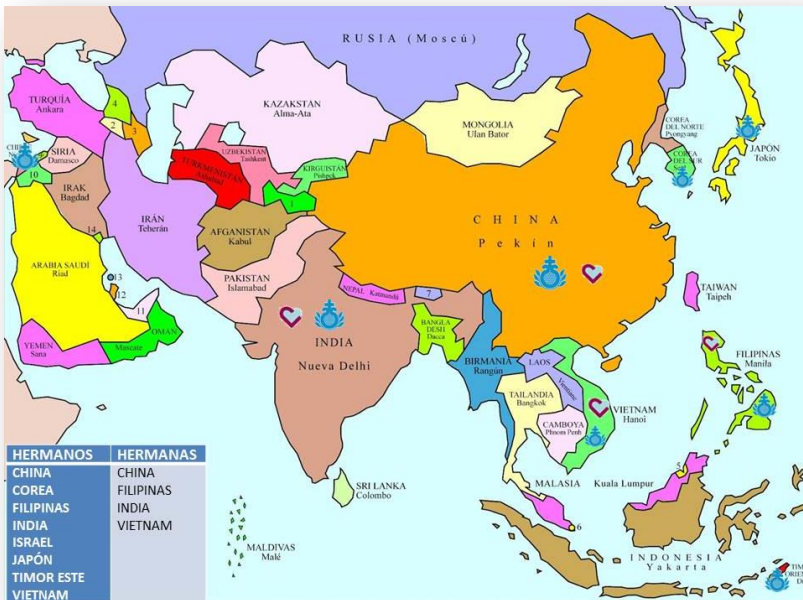 RUSIA (Moscú)
KAZAKSTAN
Alma-Ata
MONGOLIA
Ulan Bator
COREA
DEL NORTE
Pyongyang
COREA
DEL SUR
JAPÓN
Tokio
TURQUÍA
Ankara
4
2
3
UZBEKISTAN
Tashkent
TURKMENISTÁN
KIRGUISTAN
1
SIRIA
Damasco
10
IRAK
Bagdad
IRÁN
Teherán
AFGANISTAN
Kabul
CHINA
Pekín
14
ARABIA SAUDÍ
Riad
13
12
11
PAKISTAN
Islamabad
NEPAL Katmandú
7
TAIWAN
Taipeh
OMAN
Mascate
YEMEN
Sana
INDIA
Nueva Delhi
BANGLA
DESH
Dacca
BIRMANIA
Rangún
LAOS
Vientiane
TAILANDIA
Bangkok
VIETNAM
Hanoi
CAMBOYA
Phnom Penh
FILIPINAS
Manila
SRI LANKA
Colombo
MALDIVAS
Malé
MALASIA Kuala Lumpur
5
6
INDONESIA
Yakarta
HERMANOS HERMANAS
CHINA CHINA
COREA FILIPINAS
FILIPINAS INDIA
INDIA VIETNAM
ISRAEL
JAPÓN
TIMOR ESTE
VIETNAM